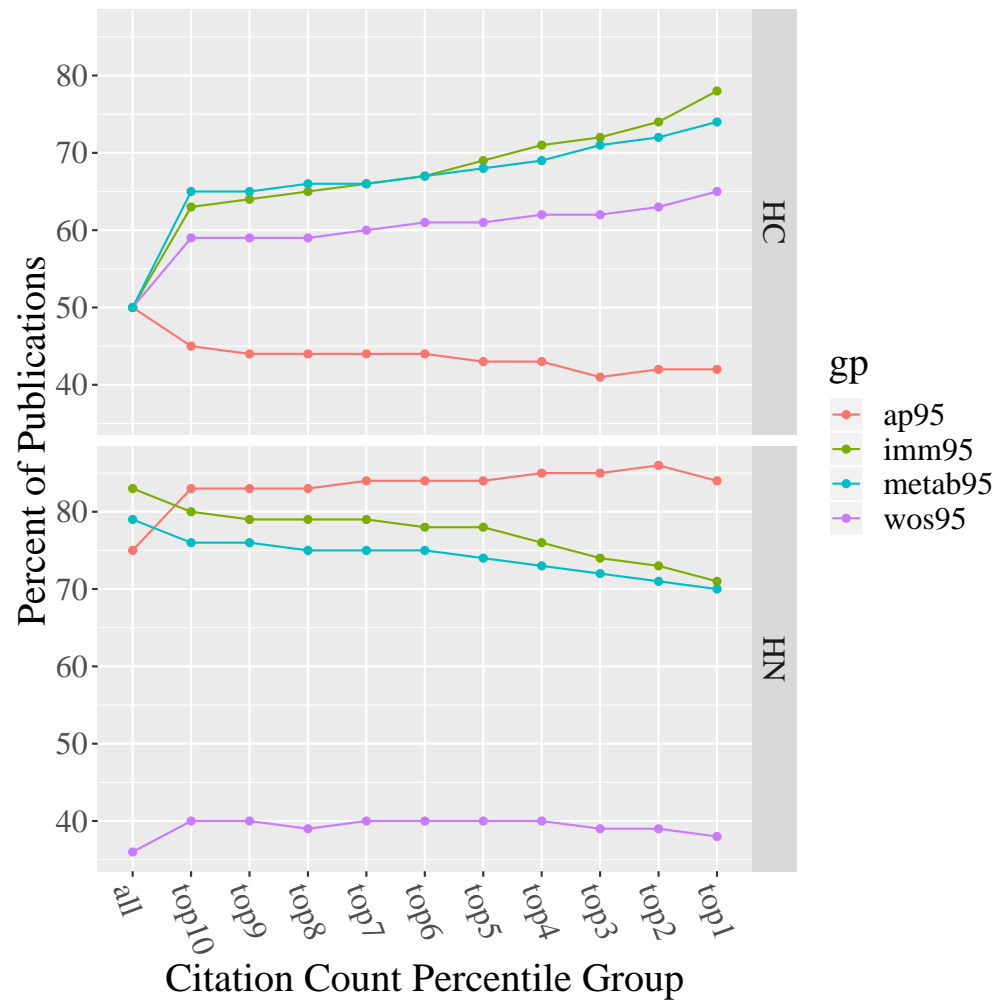 Percent of Publications
80
70
60
50
40
HC
80
70
60
50
40
HN
all
top10
top9
top8
top7
top6
top5
top4
top3
top2
top1
Citation Count Percentile Group
gp
ap95
imm95
metab95
wos95